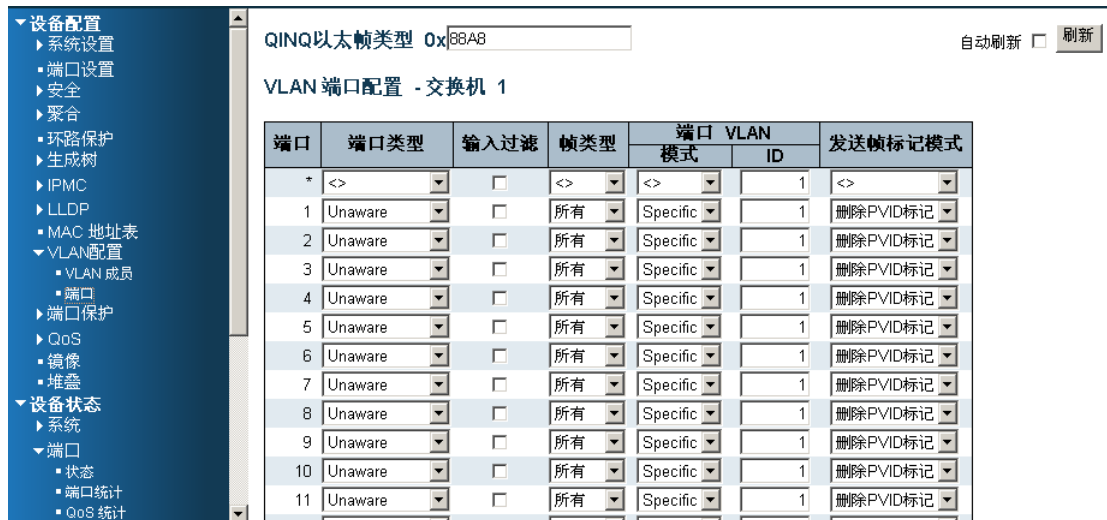 设备配置
系统设置
端口设置
安全
聚合
环路保护
生成树
IPMC
LLDP
MAC 地址表
VLAN配置
VLAN 成员
端口
端口保护
QoS
镜像
堆叠
设备状态
系统
端口
状态
端口统计
QoS 统计
QINQ以太帧类型 0x 88A8
自动刷新 刷新
VLAN 端口配置 - 交换机 1
端口 端口类型 输入过滤 帧类型 端口 VLAN 发送帧标记模式
模式 ID
* <> <> <> 1 <>
1 Unaware 所有 Specific 1 删除PVID标记
2 Unaware 所有 Specific 1 删除PVID标记
3 Unaware 所有 Specific 1 删除PVID标记
4 Unaware 所有 Specific 1 删除PVID标记
5 Unaware 所有 Specific 1 删除PVID标记
6 Unaware 所有 Specific 1 删除PVID标记
7 Unaware 所有 Specific 1 删除PVID标记
8 Unaware 所有 Specific 1 删除PVID标记
9 Unaware 所有 Specific 1 删除PVID标记
10 Unaware 所有 Specific 1 删除PVID标记
11 Unaware 所有 Specific 1 删除PVID标记